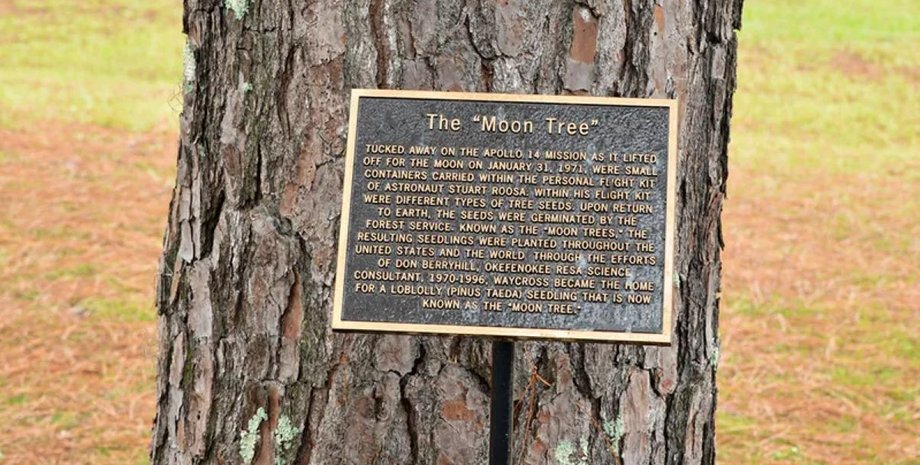 The "Moon Tree"
TUCKED AWAY ON THE APOLLO 14 MISSION AS IT LIFTED
OFF FOR THE MOON ON JANUARY 31, 1971, WERE SMALL
CONTAINERS CARRIED WITHIN THE PERSONAL FLIGHT KIT
OF ASTRONAUT STUART ROOSA. WITHIN HIS FLIGHT KIT
WERE DIFFERENT TYPES OF TREE SEEDS. UPON RETURN
TO EARTH, THE SEEDS WERE GERMINATED BY THE
FOREST SERVICE. KNOWN AS THE "MOON TREES," THE
RESULTING SEEDLINGS WERE PLANTED THROUGHOUT THE
UNITED STATES AND THE WORLD THROUGH THE EFFORTS
OF DON BERRYHILL, OKEFENOKEE RESA SCIENCE
CONSULTANT, 1970-1996, WAYCROSS BECAME THE HOME
FOR A LOBLOLLY (PINUS TAEDA) SEEDLING THAT IS NOW
KNOWN AS THE "MOON TREE."